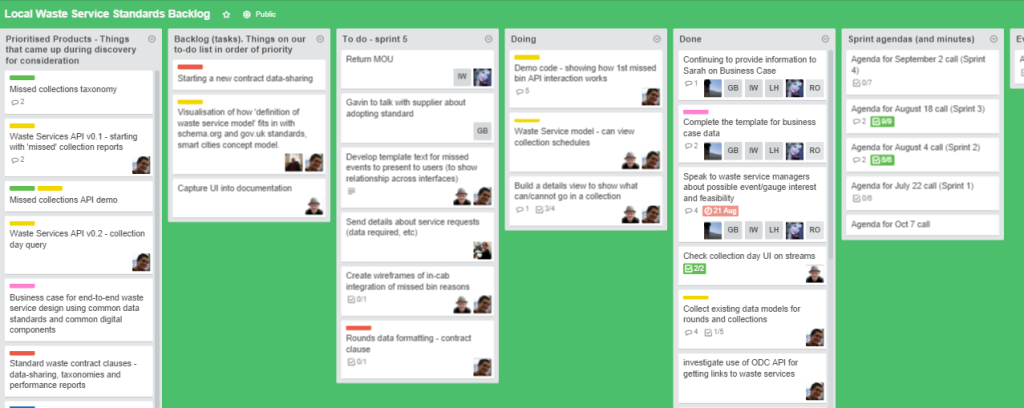 Local Waste Service Standards Backlog
Public
Prioritised Products - Things
that came up during discovery
for consideration
Missed collections taxonomy
2
Waste Services API v0.1 - starting
with 'missed' collection reports
2
Missed collections API demo
Waste Services API v0.2 - collection
day query
Business case for end-to-end waste
service design using common data
standards and common digital
components
Standard waste contract clauses -
data-sharing, taxonomies and
performance reports
Backlog (tasks). Things on our
to-do list in order of priority
Starting a new contract data-sharing
Visualisation of how 'definition of
waste service model' fits in with
schema.org and gov.uk standards,
smart cities concept model.
Capture UI into documentation
To do - sprint 5
Return MOU
IW
Gavin to talk with supplier about
adopting standard
GB
Develop template text for missed
events to present to users (to show
relationship across interfaces)
Send details about service requests
(data required, etc)
Create wireframes of in-cab
integration of missed bin reasons
0/1
Rounds data formatting - contract
clause
0/1
Doing
Demo code - showing how 1st missed
bin API interaction works
5
Waste Service model - can view
collection schedules
Build a details view to show what
can/cannot go in a collection
1 3/4
Done
Continuing to provide information to
Sarah on Business Case
1
GB IW LH RO
Complete the template for business
case data
2
GB IW LH RO
Speak to waste service managers
about possible event/gauge interest
and feasibility
4 21 Aug
GB IW LH RO
Check collection day UI on streams
2/2
Collect existing data models for
rounds and collections
4 1/5
investigate use of ODC API for
getting links to waste services
Sprint agendas (and minutes)
Agenda for September 2 call (Sprint
4)
0/7
Agenda for August 18 call (Sprint 3)
2 9/9
Agenda for August 4 call (Sprint 2)
2 6/6
Agenda for July 22 call (Sprint 1)
0/6
Agenda for Oct 7 call